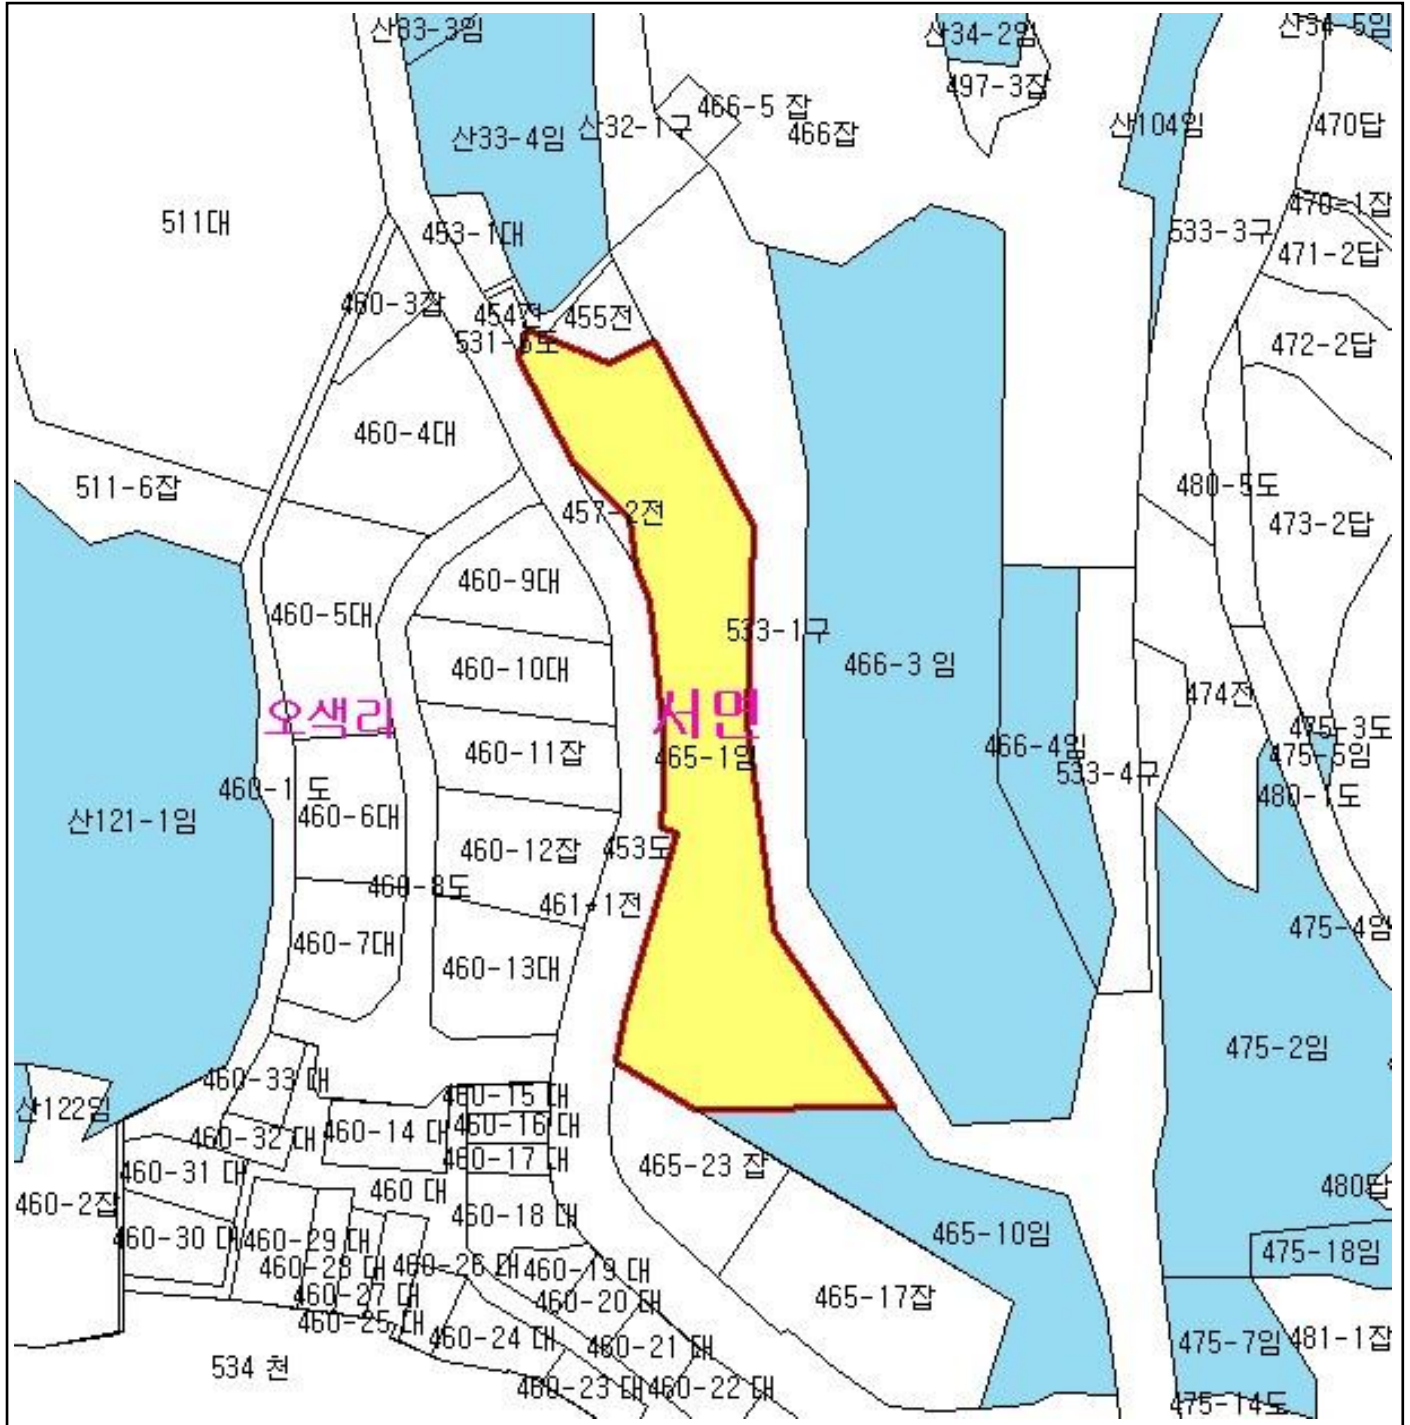 산33-3임
산34-2임
산34-5임
497-3잡
466-5 잡
산33-4임
산32-1구
466잡
산104임
470답
470-1잡
511대
453-1대
533-3구
471-2답
460-3잡
454전
455전
531-6도
472-2답
460-4대
511-6잡
480-5도
457-2전
473-2답
460-9대
460-5대
533-1구
460-10대
466-3 임
474전
오색리
서면
475-3도
460-11잡
465-1임
466-4임
475-5임
533-4구
460-1 도
480-1도
460-6대
산121-1임
460-12잡
453도
460-8도
461-1전
475-4임
460-7대
460-13대
475-2임
460-33 대
460-15 대
산122임
460-16 대
460-32 대
460-14 대
460-17 대
465-23 잡
460-31 대
460 대
480답
460-2잡
460-18 대
465-10임
460-30 대
460-29 대
475-18임
460-28 대
460-26 대
460-19 대
460-27 대
460-20 대
465-17잡
460-25 대
460-24 대
460-21 대
475-7임
481-1잡
534 천
460-23 대
460-22 대
475-14도